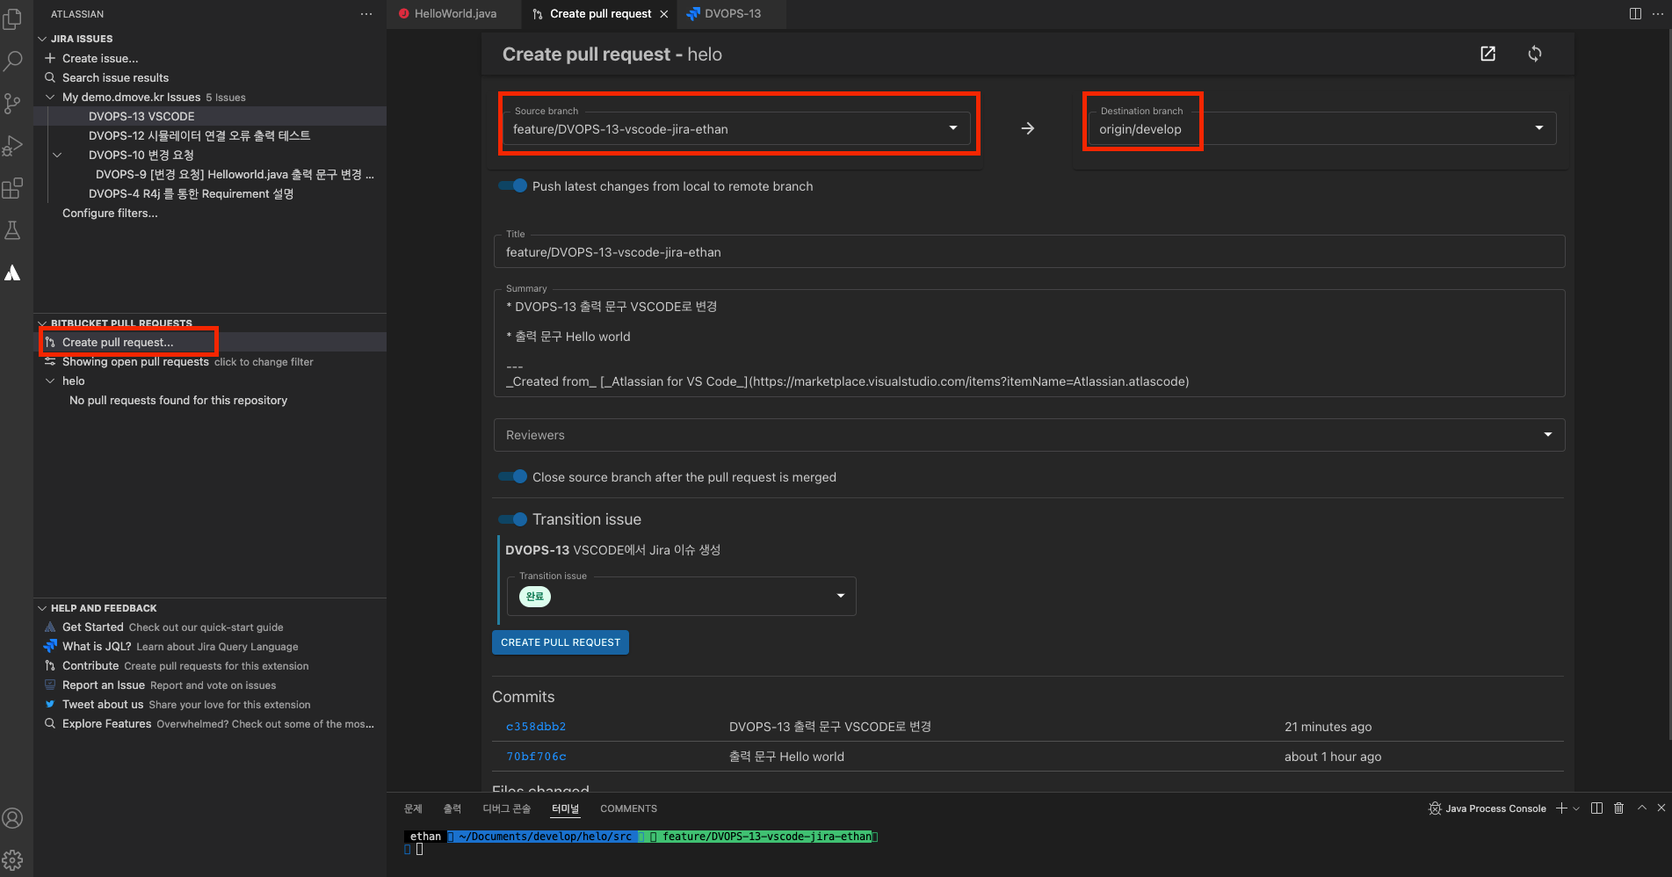 ATLASSIAN
JIRA ISSUES
Create issue...
Search issue results
My demo.dmove.kr Issues 5 Issues
DVOPS-13 VSCODE
DVOPS-12 시뮬레이터 연결 오류 출력 테스트
DVOPS-10 변경 요청
DVOPS-9 [변경 요청] Helloworld.java 출력 문구 변경 ...
DVOPS-4 R4j 를 통한 Requirement 설명
Configure filters...
BITBUCKET PULL REQUESTS
Create pull request...
Showing open pull requests click to change filter
helo
No pull requests found for this repository
HELP AND FEEDBACK
Get Started Check out our quick-start guide
What is JQL? Learn about Jira Query Language
Contribute Create pull requests for this extension
Report an Issue Report and vote on issues
Tweet about us Share your love for this extension
Explore Features Overwhelmed? Check out some of the mos...
HelloWorld.java
Create pull request
DVOPS-13
Create pull request - helo
Source branch
feature/DVOPS-13-vscode-jira-ethan
Destination branch
origin/develop
Push latest changes from local to remote branch
Title
feature/DVOPS-13-vscode-jira-ethan
Summary
* DVOPS-13 출력 문구 VSCODE로 변경
* 출력 문구 Hello world
---
_Created from_ [_Atlassian for VS Code_](https://marketplace.visualstudio.com/items?itemName=Atlassian.atlascode)
Reviewers
Close source branch after the pull request is merged
Transition issue
DVOPS-13 VSCODE에서 Jira 이슈 생성
Transition issue
완료
CREATE PULL REQUEST
Commits
c358dbb2 DVOPS-13 출력 문구 VSCODE로 변경 21 minutes ago
70bf706c 출력 문구 Hello world about 1 hour ago
Files changed
문제 출력 디버그 콘솔 터미널 COMMENTS
Java Process Console
ethan ~/Documents/develop/helo/src feature/DVOPS-13-vscode-jira-ethan